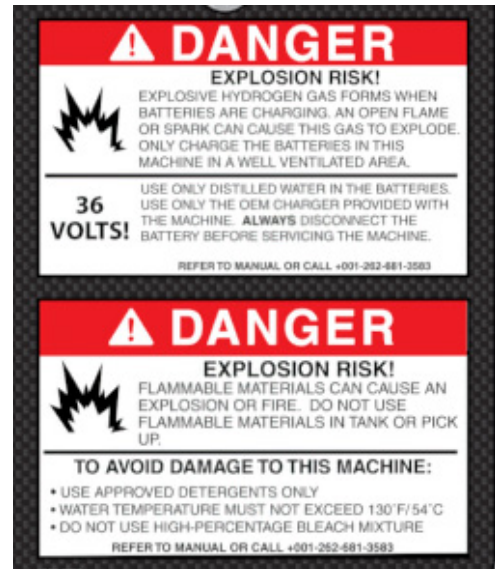 DANGER
EXPLOSION RISK!
EXPLOSIVE HYDROGEN GAS FORMS WHEN
BATTERIES ARE CHARGING. AN OPEN FLAME
OR SPARK CAN CAUSE THIS GAS TO EXPLODE.
ONLY CHARGE THE BATTERIES IN THIS
MACHINE IN A WELL VENTILATED AREA.
36
VOLTS!
USE ONLY DISTILLED WATER IN THE BATTERIES.
USE ONLY THE OEM CHARGER PROVIDED WITH
THE MACHINE. ALWAYS DISCONNECT THE
BATTERY BEFORE SERVICING THE MACHINE.
REFER TO MANUAL OR CALL +001-262-681-3583
DANGER
EXPLOSION RISK!
FLAMMABLE MATERIALS CAN CAUSE AN
EXPLOSION OR FIRE. DO NOT USE
FLAMMABLE MATERIALS IN TANK OR PICK
UP.
TO AVOID DAMAGE TO THIS MACHINE:
• USE APPROVED DETERGENTS ONLY
• WATER TEMPERATURE MUST NOT EXCEED 130°F/54°C
• DO NOT USE HIGH-PERCENTAGE BLEACH MIXTURE
REFER TO MANUAL OR CALL +001-262-681-3583